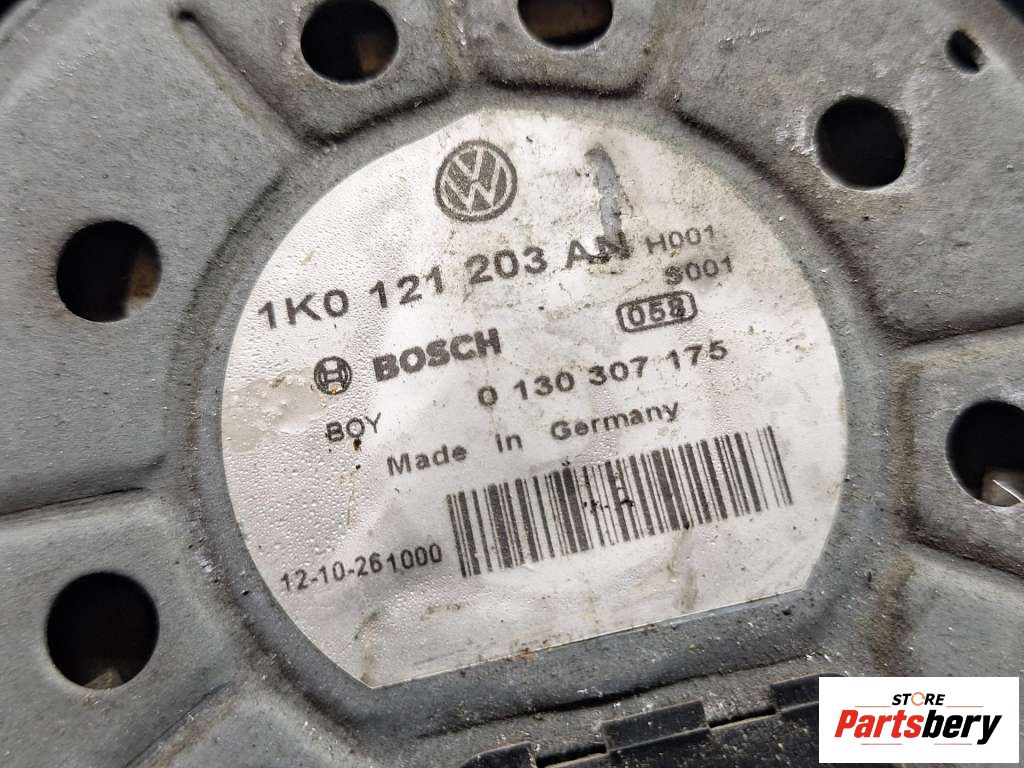 1K0 121 203 AN H001
S001
BOSCH 058
0 130 307 175
BOY
Made In Germany
12-10-261000
STORE
Partsbery